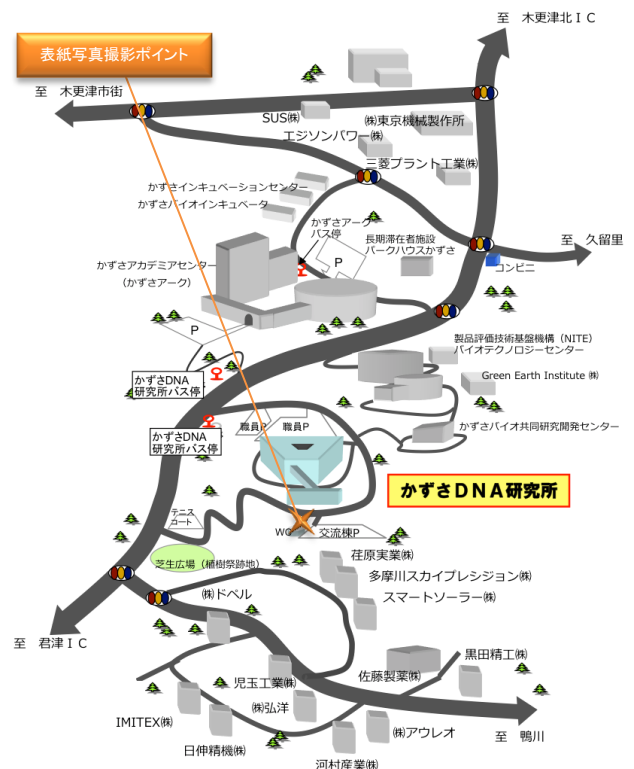 至　木更津北ＩＣ
表紙写真撮影ポイント
至　木更津市街
SUS㈱
㈱東京機械製作所
エジソンパワー㈱
三菱プラント工業㈱
かずさインキュベーションセンター
かずさバイオインキュベータ
かずさアーク
バス停
長期滞在者施設
パークハウスかずさ
至　久留里
コンビニ
P
かずさアカデミアセンター
（かずさアーク）
P
製品評価技術基盤機構（NITE）
バイオテクノロジーセンター
Green Earth Institute ㈱
かずさDNA
研究所バス停
かずさDNA
研究所バス停
職員P
職員P
かずさバイオ共同研究開発センター
かずさＤＮＡ研究所
テニス
コート
WC
交流棟P
芝生広場（植樹祭跡地）
荏原実業㈱
多摩川スカイプレシジョン㈱
スマートソーラー㈱
㈱ドベル
至　君津ＩＣ
黒田精工㈱
佐藤製薬㈱
児玉工業㈱
㈱弘洋
IMITEX㈱
㈱アウレオ
日伸精機㈱
河村産業㈱
至　鴨川